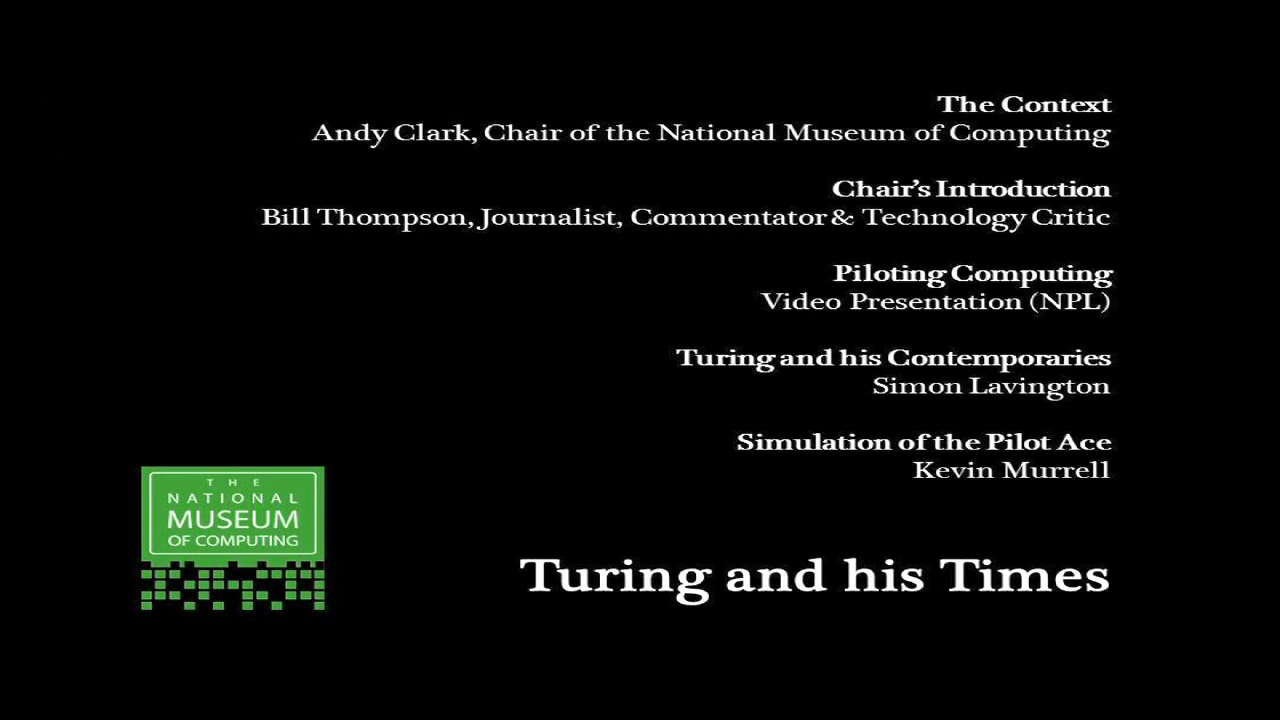 The Context
Andy Clark, Chair of the National Museum of Computing
Chair's Introduction
Bill Thompson, Journalist, Commentator & Technology Critic
Piloting Computing
Video Presentation (NPL)
Turing and his Contemporaries
Simon Lavington
Simulation of the Pilot Ace
Kevin Murrell
THE
NATIONAL
MUSEUM
OF COMPUTING
Turing and his Times